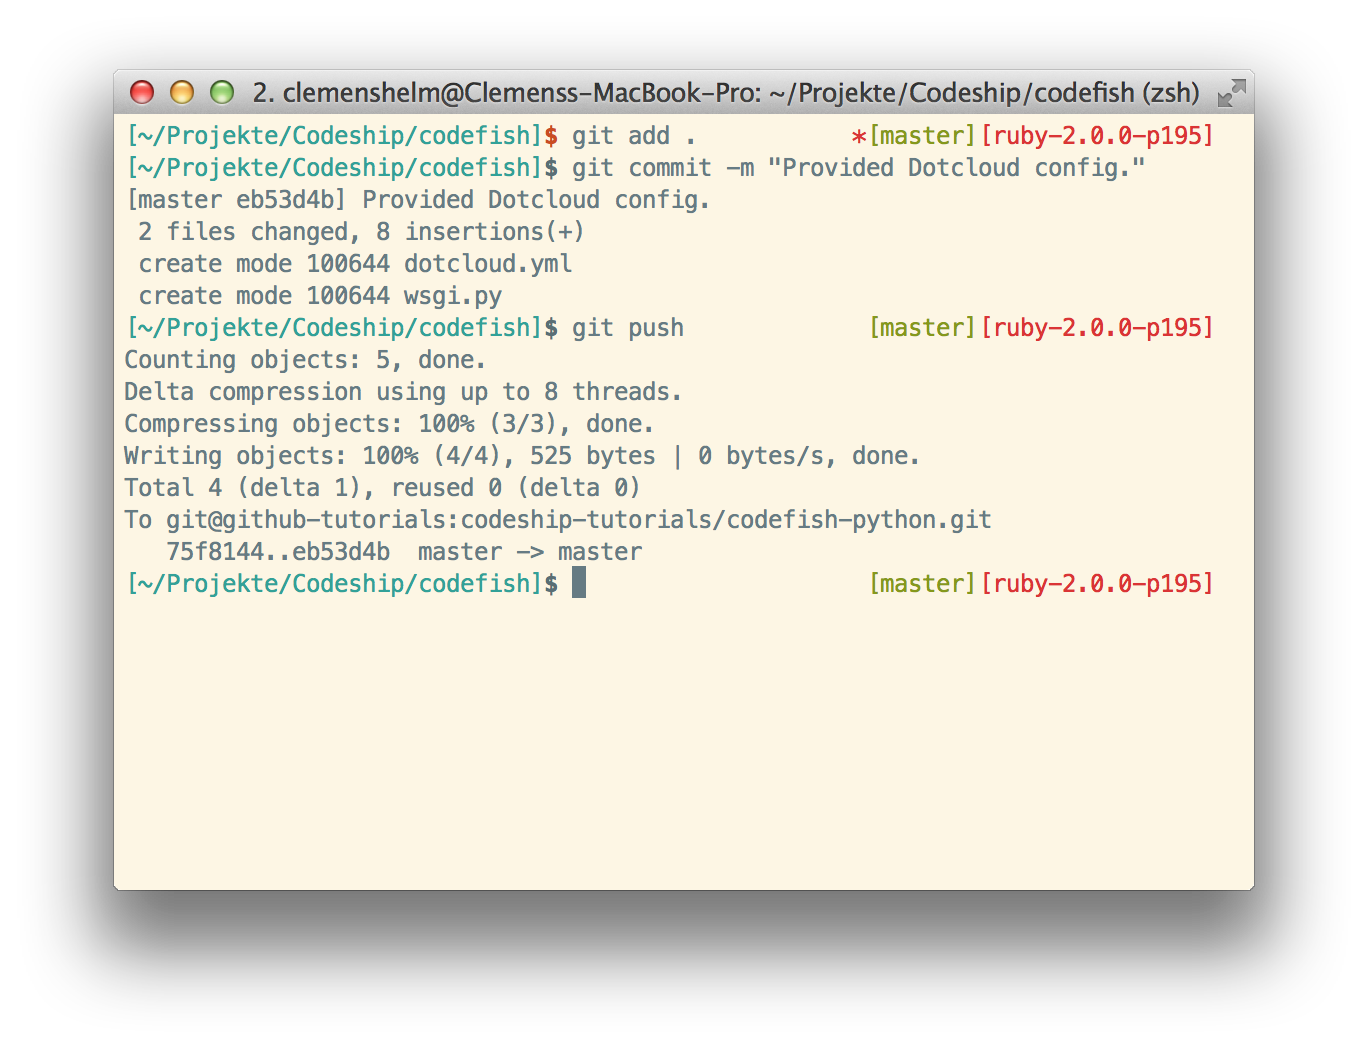 2. clemenshelm@Clemenss-MacBook-Pro: ~/Projekte/Codeship/codefish (zsh)
[~/Projekte/Codeship/codefish]$ git add . *[master][ruby-2.0.0-p195]
[~/Projekte/Codeship/codefish]$ git commit -m "Provided Dotcloud config."
[master eb53d4b] Provided Dotcloud config.
 2 files changed, 8 insertions(+)
 create mode 100644 dotcloud.yml
 create mode 100644 wsgi.py
[~/Projekte/Codeship/codefish]$ git push [master][ruby-2.0.0-p195]
Counting objects: 5, done.
Delta compression using up to 8 threads.
Compressing objects: 100% (3/3), done.
Writing objects: 100% (4/4), 525 bytes | 0 bytes/s, done.
Total 4 (delta 1), reused 0 (delta 0)
To git@github-tutorials:codeship-tutorials/codefish-python.git
   75f8144..eb53d4b  master -> master
[~/Projekte/Codeship/codefish]$ [master][ruby-2.0.0-p195]